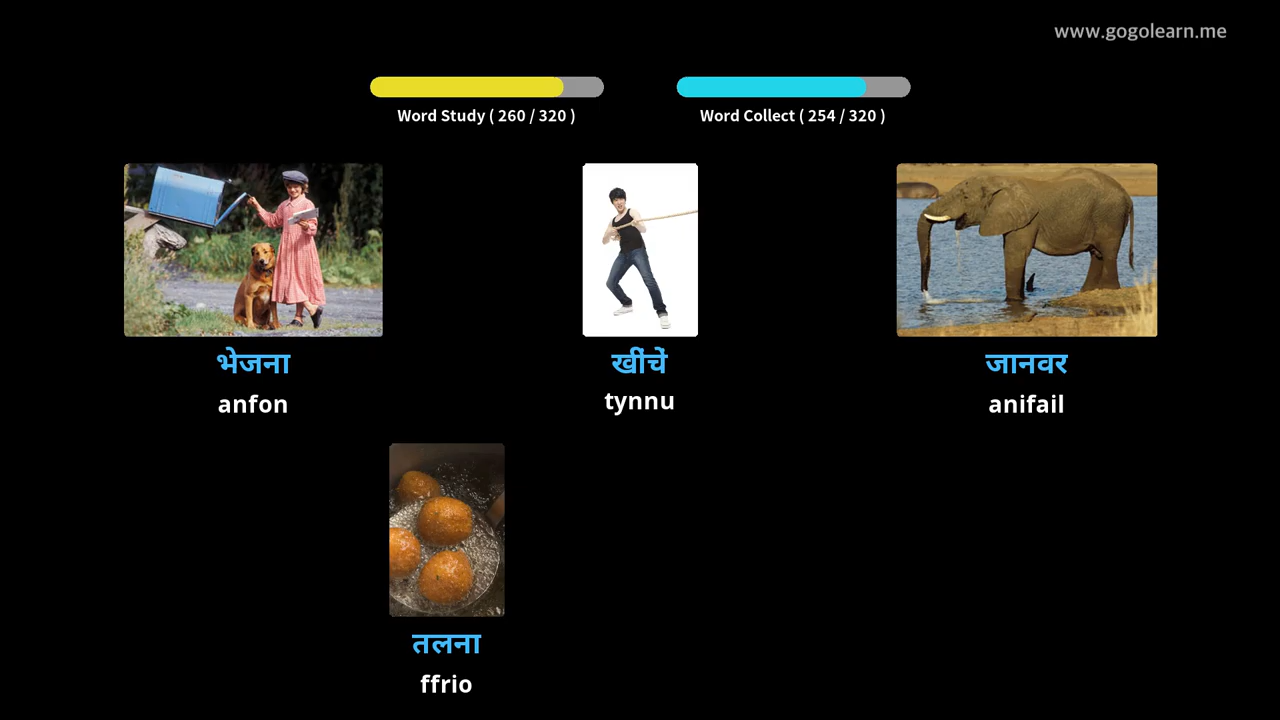 www.gogolearn.me
Word Study ( 260 / 320 )
Word Collect ( 254 / 320 )
भेजना
anfon
खींचें
tynnu
जानवर
anifail
तलना
ffrio